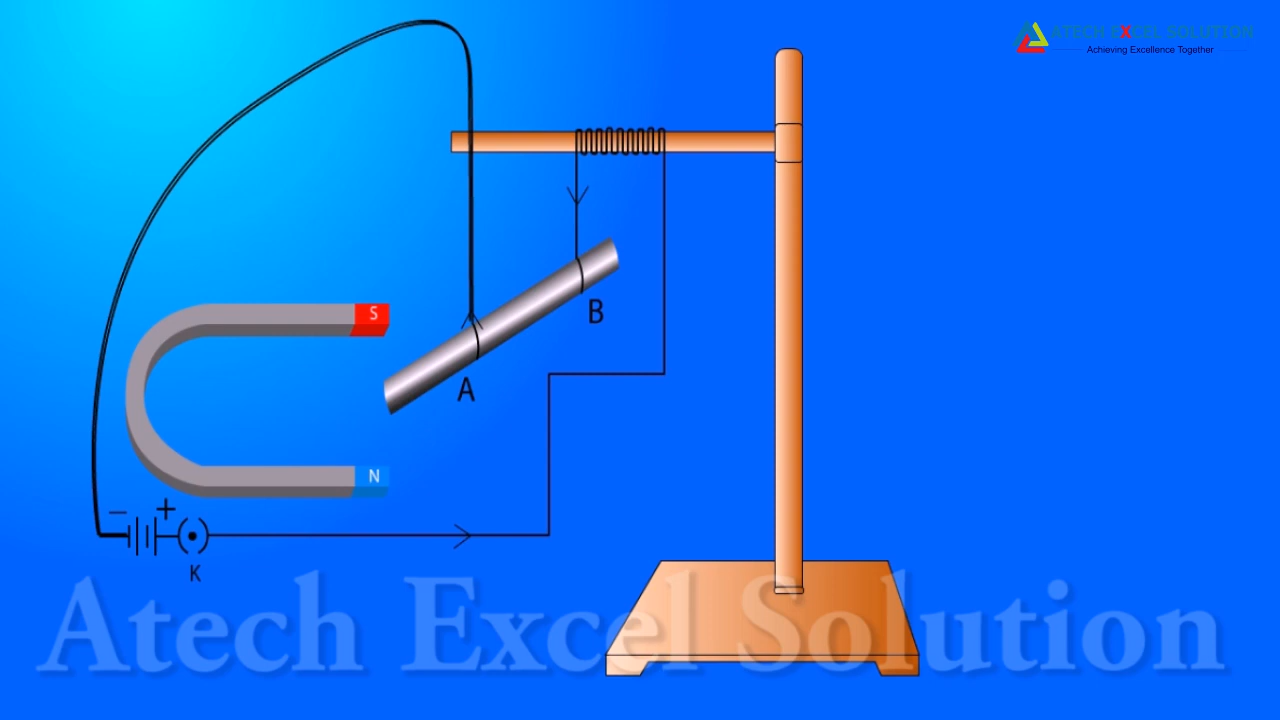 ATECH EXCEL SOLUTION
Achieving Excellence Together
S
B
A
N
− +
K
Atech Excel Solution